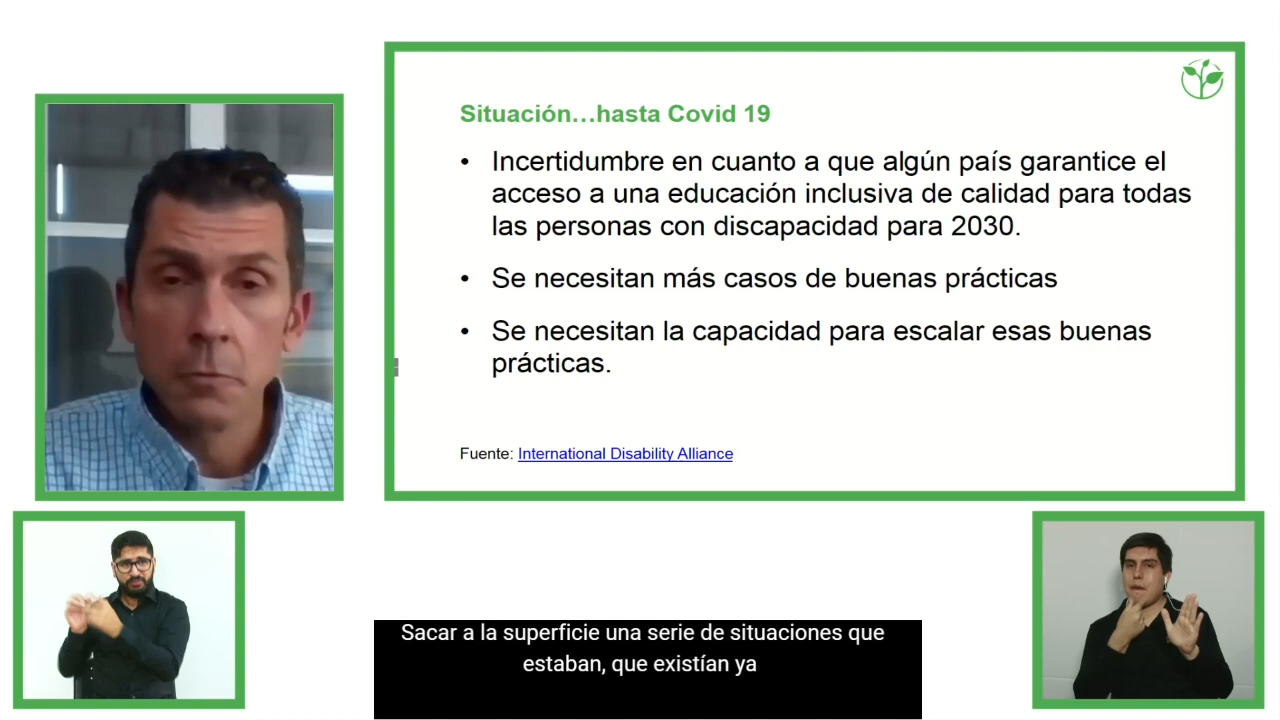 Situación…hasta Covid 19
• Incertidumbre en cuanto a que algún país garantice el
acceso a una educación inclusiva de calidad para todas
las personas con discapacidad para 2030.
• Se necesitan más casos de buenas prácticas
• Se necesitan la capacidad para escalar esas buenas
prácticas.
Fuente: International Disability Alliance
Sacar a la superficie una serie de situaciones que
estaban, que existían ya